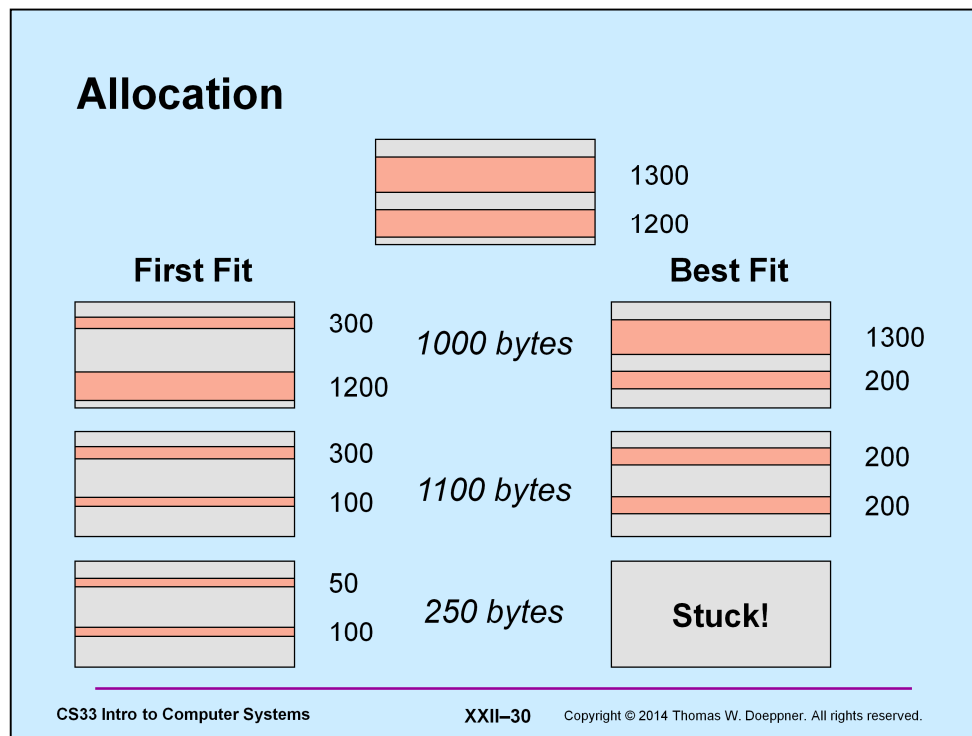 Allocation
1300
1200
First Fit
Best Fit
300
1200
1000 bytes
1300
200
300
100
1100 bytes
200
200
50
100
250 bytes
Stuck!
CS33 Intro to Computer Systems
XXII–30
Copyright © 2014 Thomas W. Doeppner. All rights reserved.